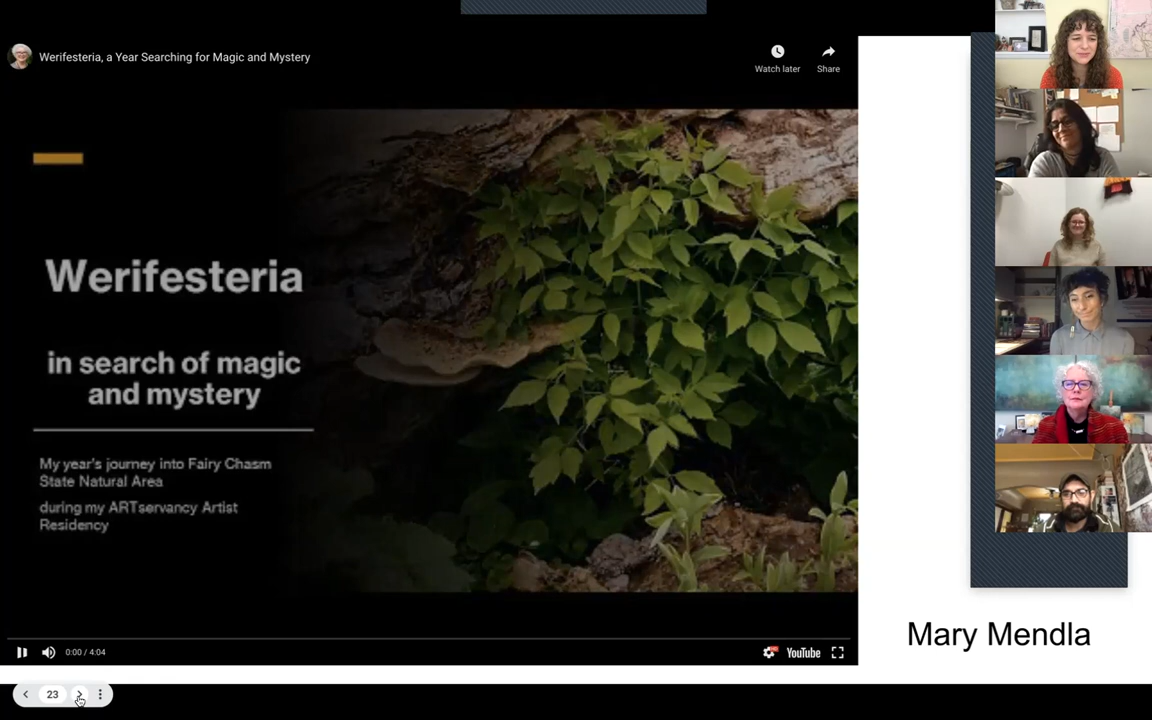 Werifesteria, a Year Searching for Magic and Mystery
Watch later
Share
Werifesteria
in search of magic
and mystery
My year's journey into Fairy Chasm
State Natural Area
during my ARTservancy Artist
Residency
0:00 / 4:04
HD
YouTube
Mary Mendla
23